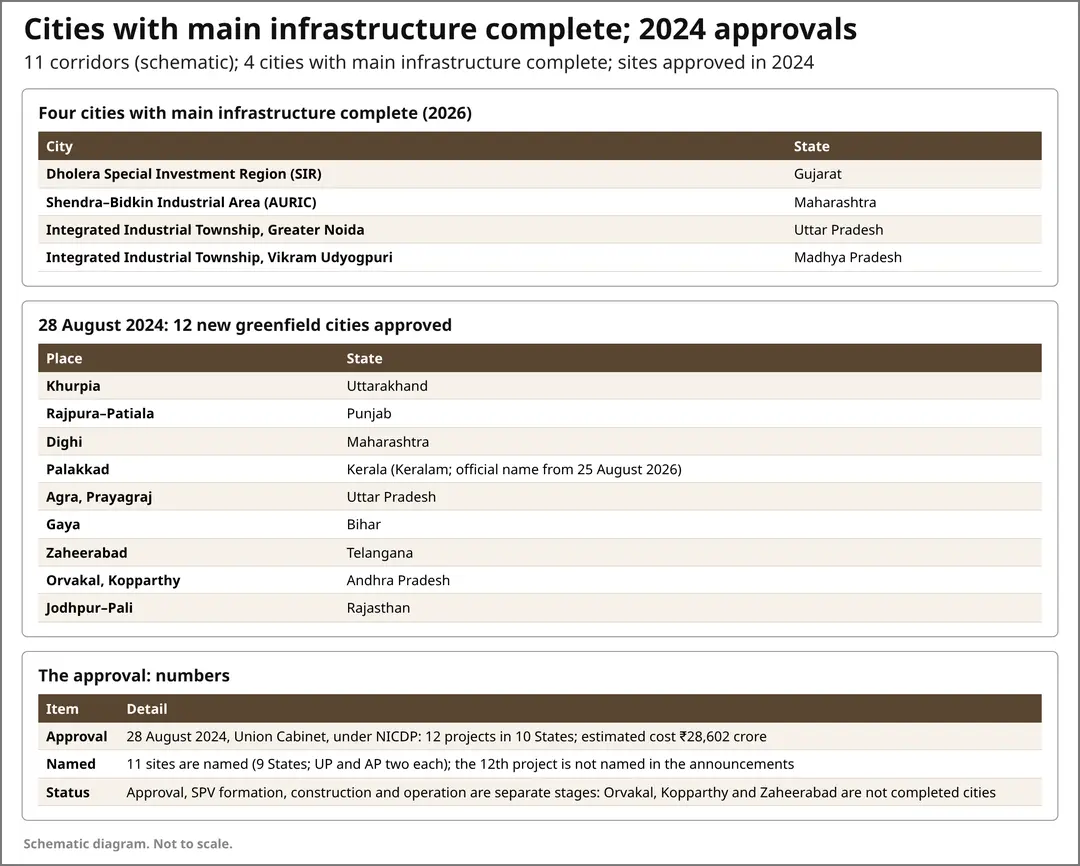 Cities with main infrastructure complete; 2024 approvals
11 corridors (schematic); 4 cities with main infrastructure complete; sites approved in 2024
Four cities with main infrastructure complete (2026)
City State
Dholera Special Investment Region (SIR) Gujarat
Shendra–Bidkin Industrial Area (AURIC) Maharashtra
Integrated Industrial Township, Greater Noida Uttar Pradesh
Integrated Industrial Township, Vikram Udyogpuri Madhya Pradesh
28 August 2024: 12 new greenfield cities approved
Place State
Khurpia Uttarakhand
Rajpura–Patiala Punjab
Dighi Maharashtra
Palakkad Kerala (Keralam; official name from 25 August 2026)
Agra, Prayagraj Uttar Pradesh
Gaya Bihar
Zaheerabad Telangana
Orvakal, Kopparthy Andhra Pradesh
Jodhpur–Pali Rajasthan
The approval: numbers
Item Detail
Approval 28 August 2024, Union Cabinet, under NICDP: 12 projects in 10 States; estimated cost ₹28,602 crore
Named 11 sites are named (9 States; UP and AP two each); the 12th project is not named in the announcements
Status Approval, SPV formation, construction and operation are separate stages: Orvakal, Kopparthy and Zaheerabad are not completed cities
Schematic diagram. Not to scale.